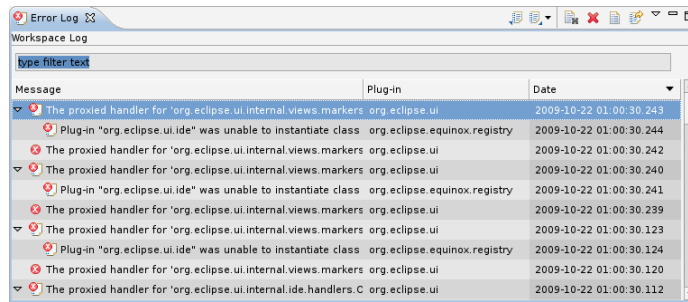 Error Log
Workspace Log
type filter text
Message Plug-in Date
The proxied handler for 'org.eclipse.ui.internal.views.markers org.eclipse.ui 2009-10-22 01:00:30.243
Plug-in "org.eclipse.ui.ide" was unable to instantiate class org.eclipse.equinox.registry 2009-10-22 01:00:30.244
The proxied handler for 'org.eclipse.ui.internal.views.markers org.eclipse.ui 2009-10-22 01:00:30.242
The proxied handler for 'org.eclipse.ui.internal.views.markers org.eclipse.ui 2009-10-22 01:00:30.240
Plug-in "org.eclipse.ui.ide" was unable to instantiate class org.eclipse.equinox.registry 2009-10-22 01:00:30.241
The proxied handler for 'org.eclipse.ui.internal.views.markers org.eclipse.ui 2009-10-22 01:00:30.239
The proxied handler for 'org.eclipse.ui.internal.views.markers org.eclipse.ui 2009-10-22 01:00:30.123
Plug-in "org.eclipse.ui.ide" was unable to instantiate class org.eclipse.equinox.registry 2009-10-22 01:00:30.124
The proxied handler for 'org.eclipse.ui.internal.views.markers org.eclipse.ui 2009-10-22 01:00:30.120
The proxied handler for 'org.eclipse.ui.internal.ide.handlers.C org.eclipse.ui 2009-10-22 01:00:30.112